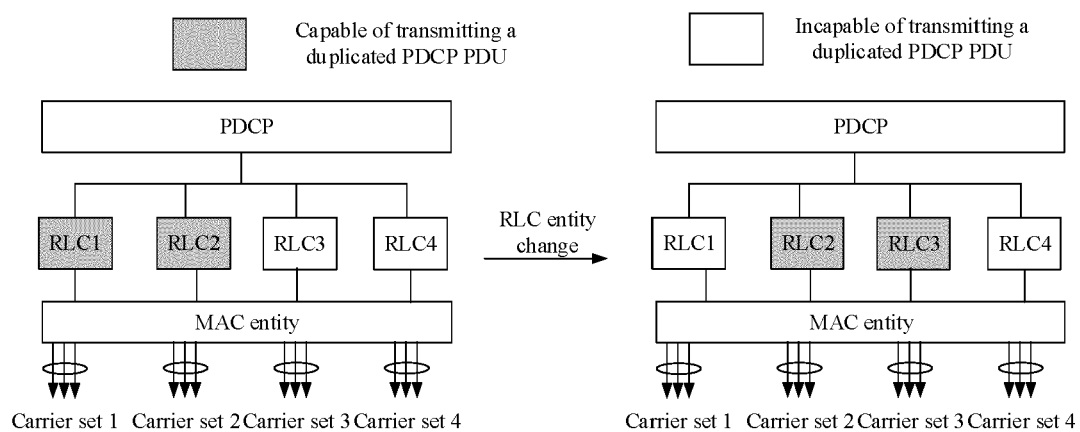 Capable of transmitting a
duplicated PDCP PDU
Incapable of transmitting a
duplicated PDCP PDU
PDCP
RLC1 RLC2 RLC3 RLC4
MAC entity
Carrier set 1 Carrier set 2 Carrier set 3 Carrier set 4
RLC entity
change
PDCP
RLC1 RLC2 RLC3 RLC4
MAC entity
Carrier set 1 Carrier set 2 Carrier set 3 Carrier set 4